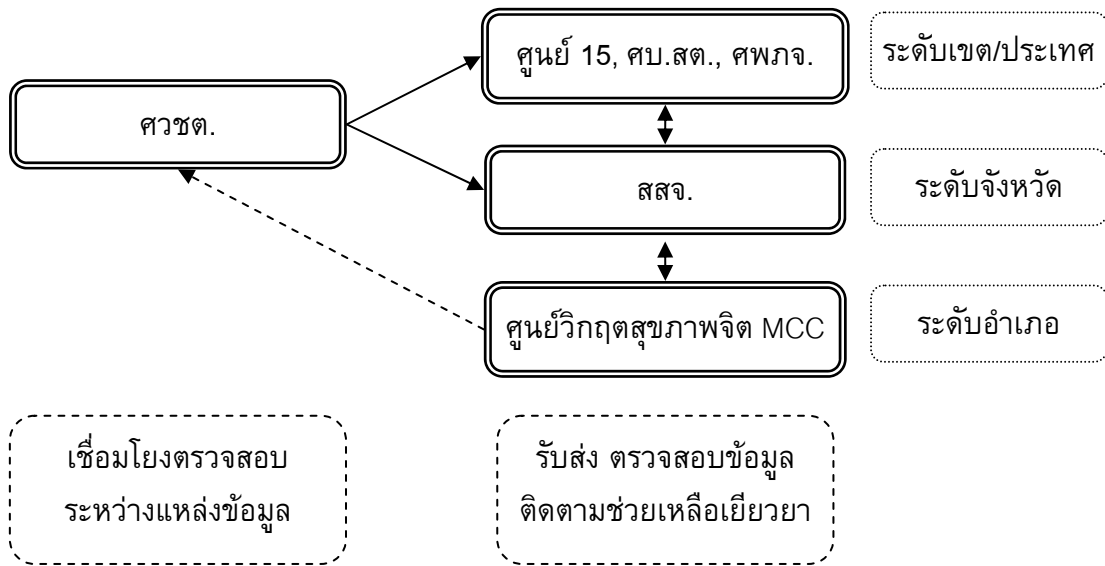 ศูนย์ 15, ศบ.สต., ศพภจ.
ระดับเขต/ประเทศ
ศวชต.
สสจ.
ระดับจังหวัด
ศูนย์วิกฤตสุขภาพจิต MCC
ระดับอำเภอ
เชื่อมโยงตรวจสอบ
ระหว่างแหล่งข้อมูล
รับส่ง ตรวจสอบข้อมูล
ติดตามช่วยเหลือเยียวยา